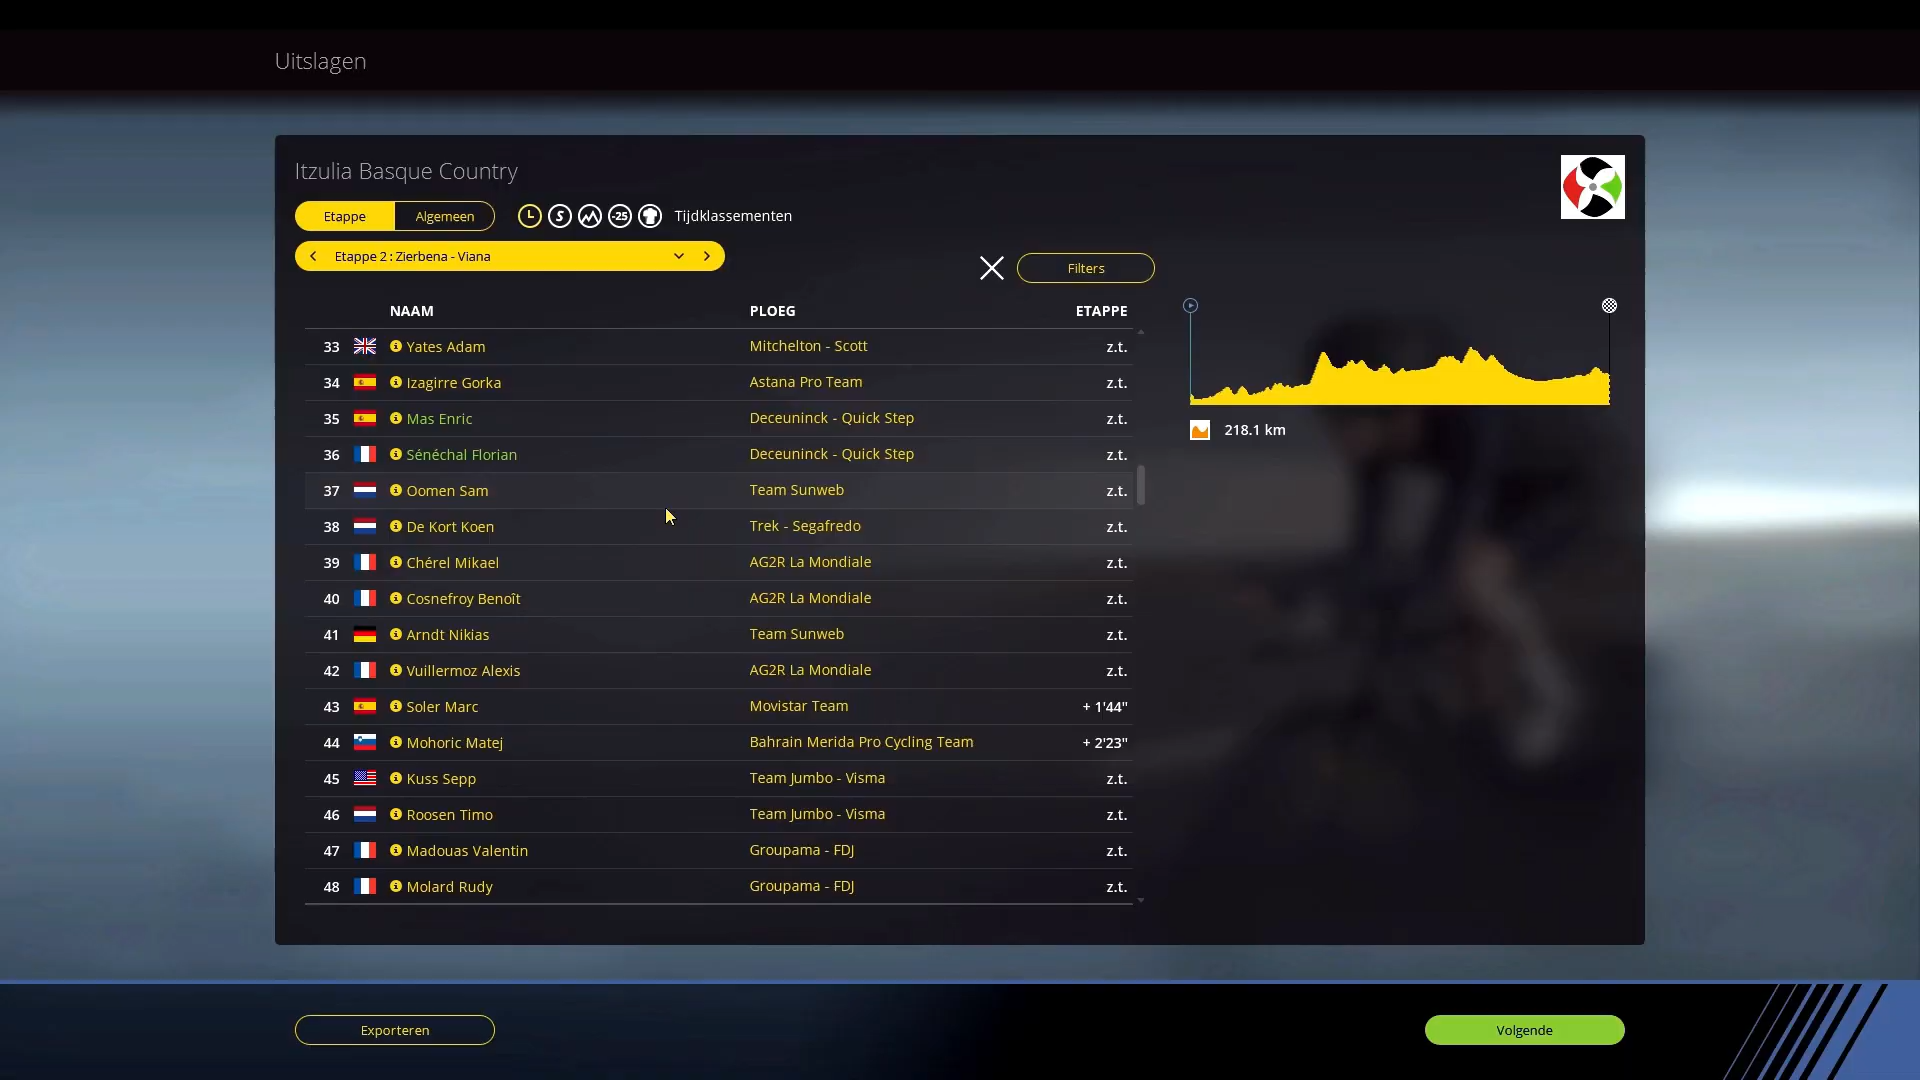 Uitslagen
Itzulia Basque Country
Etappe Algemeen S -25 Tijdklassementen
Etappe 2 : Zierbena - Viana
Filters
NAAM PLOEG ETAPPE
33 Yates Adam Mitchelton - Scott z.t.
34 Izagirre Gorka Astana Pro Team z.t.
35 Mas Enric Deceuninck - Quick Step z.t.
36 Sénéchal Florian Deceuninck - Quick Step z.t.
37 Oomen Sam Team Sunweb z.t.
38 De Kort Koen Trek - Segafredo z.t.
39 Chérel Mikael AG2R La Mondiale z.t.
40 Cosnefroy Benoît AG2R La Mondiale z.t.
41 Arndt Nikias Team Sunweb z.t.
42 Vuillermoz Alexis AG2R La Mondiale z.t.
43 Soler Marc Movistar Team + 1'44"
44 Mohoric Matej Bahrain Merida Pro Cycling Team + 2'23"
45 Kuss Sepp Team Jumbo - Visma z.t.
46 Roosen Timo Team Jumbo - Visma z.t.
47 Madouas Valentin Groupama - FDJ z.t.
48 Molard Rudy Groupama - FDJ z.t.
218.1 km
Exporteren
Volgende